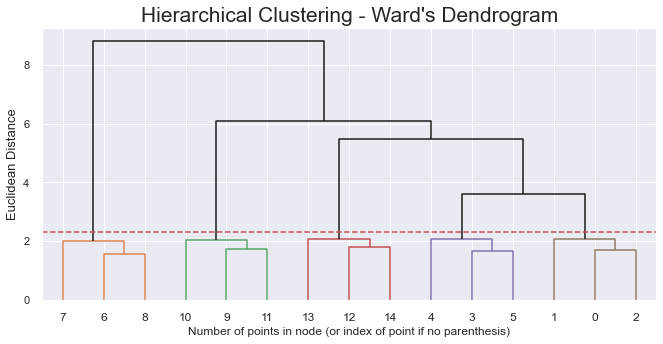 Hierarchical Clustering - Ward's Dendrogram
Euclidean Distance
8
6
4
2
0
7 6 8 10 9 11 13 12 14 4 3 5 1 0 2
Number of points in node (or index of point if no parenthesis)